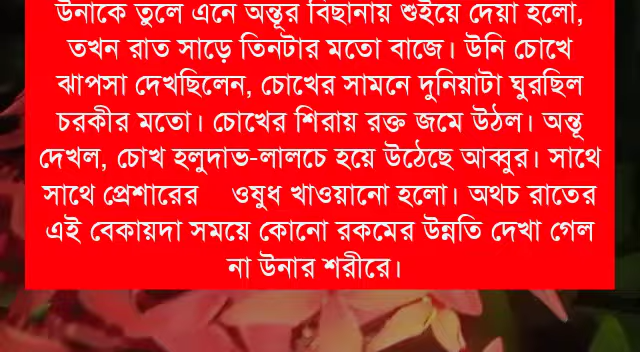 উনাকে তুলে এনে অন্তূর বিছানায় শুইয়ে দেয়া হলো,
তখন রাত সাড়ে তিনটার মতো বাজে। উনি চোখে
ঝাপসা দেখছিলেন, চোখের সামনে দুনিয়াটা ঘুরছিল
চরকীর মতো। চোখের শিরায় রক্ত জমে উঠল। অন্তূ
দেখল, চোখ হলুদাভ-লালচে হয়ে উঠেছে আব্বুর। সাথে
সাথে প্রেশারের ওষুধ খাওয়ানো হলো। অথচ রাতের
এই বেকায়দা সময়ে কোনো রকমের উন্নতি দেখা গেল
না উনার শরীরে।